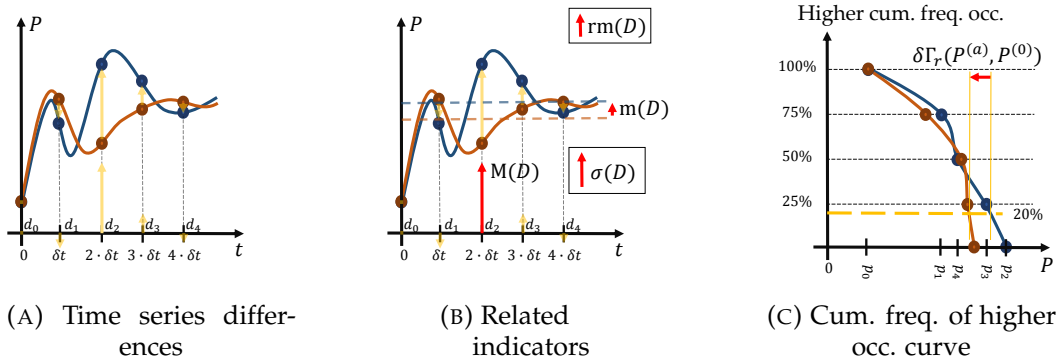 P
d₀ d₁ d₂ d₃ d₄
t
0 δt 2 · δt 3 · δt 4 · δt
(A) Time series differ-
ences
P
rm(D)
m(D)
M(D)
σ(D)
d₀ d₁ d₂ d₃ d₄
t
0 δt 2 · δt 3 · δt 4 · δt
(B) Related
indicators
Higher cum. freq. occ.
δΓᵣ(P⁽ᵃ⁾, P⁽⁰⁾)
100%
75%
50%
25%
20%
0 p₀ p₁ p₄ p₃ p₂ P
(C) Cum. freq. of higher
occ. curve